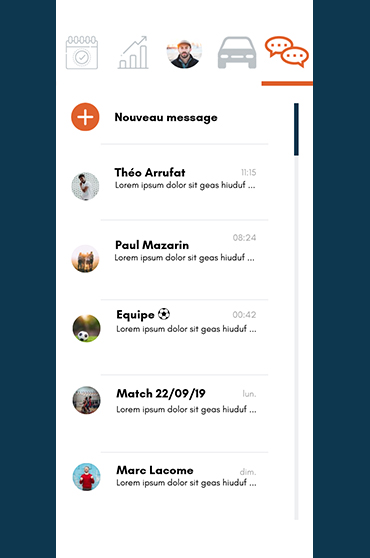 Nouveau message
Théo Arrufat 11:15
Lorem ipsum dolor sit geas hiuduf ...
Paul Mazarin 08:24
Lorem ipsum dolor sit geas hiuduf ...
Equipe ⚽ 00:42
Lorem ipsum dolor sit geas hiuduf ...
Match 22/09/19 lun.
Lorem ipsum dolor sit geas hiuduf ...
Marc Lacome dim.
Lorem ipsum dolor sit geas hiuduf ...